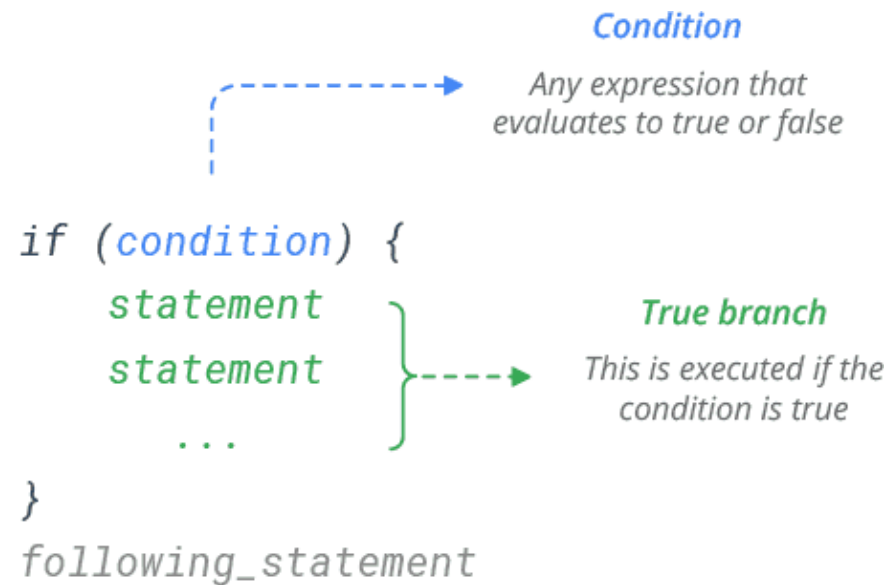 Condition
Any expression that
evaluates to true or false
if (condition) {
statement
statement
...
}
True branch
This is executed if the
condition is true
following_statement